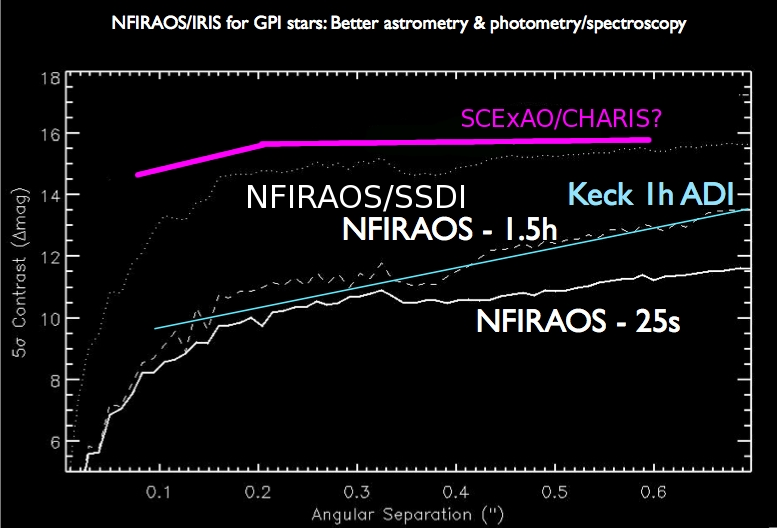 NFIRAOS/IRIS for GPI stars: Better astrometry & photometry/spectroscopy
18
16
14
12
10
8
6
5σ Contrast (Δmag)
SCExAO/CHARIS?
NFIRAOS/SSDI
Keck 1h ADI
NFIRAOS - 1.5h
NFIRAOS - 25s
0.1 0.2 0.3 0.4 0.5 0.6
Angular Separation (")